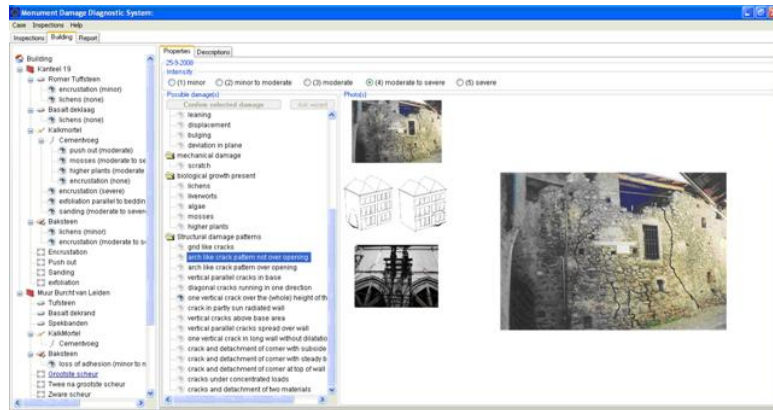 Monument Damage Diagnostic System:
Case Inspections Help
Inspections Building Report
Building
Kanteel 19
Romer Tuffsteen
encrustation (minor)
lichens (none)
Basalt deklaag
lichens (none)
Kalkmortel
Cementvoeg
push out (moderate)
mosses (moderate to se
higher plants (moderate
encrustation (none)
encrustation (severe)
exfoliation parallel to beddin
sanding (moderate to severe
Baksteen
lichens (minor)
encrustation (moderate to s
Encrustation
Push out
Sanding
exfoliation
Muur Burcht van Leiden
Tufsteen
Basalt dekrand
Spekbanden
KalkMortel
Cementvoeg
Baksteen
loss of adhesion (minor to n
Grootste scheur
Twee na grootste scheur
Zware scheur
Properties Descriptions
25-9-2008
Intensity
(1) minor (2) minor to moderate (3) moderate (4) moderate to severe (5) severe
Possible damage(s)
Confirm selected damage Ask wizard
leaning
displacement
bulging
deviation in plane
mechanical damage
scratch
biological growth present
lichens
liverworts
algae
mosses
higher plants
Structural damage patterns
grid like cracks
arch like crack pattern not over opening
arch like crack pattern over opening
vertical parallel cracks in base
diagonal cracks running in one direction
one vertical crack over the (whole) height of th
crack in partly sun radiated wall
vertical cracks above base area
vertical parallel cracks spread over wall
one vertical crack in long wall without dilatatio
crack and detachment of corner with subside
crack and detachment of corner with steady b
crack and detachment of corner at top of wall
cracks under concentrated loads
cracks and detachment of two materials
Photo(s)